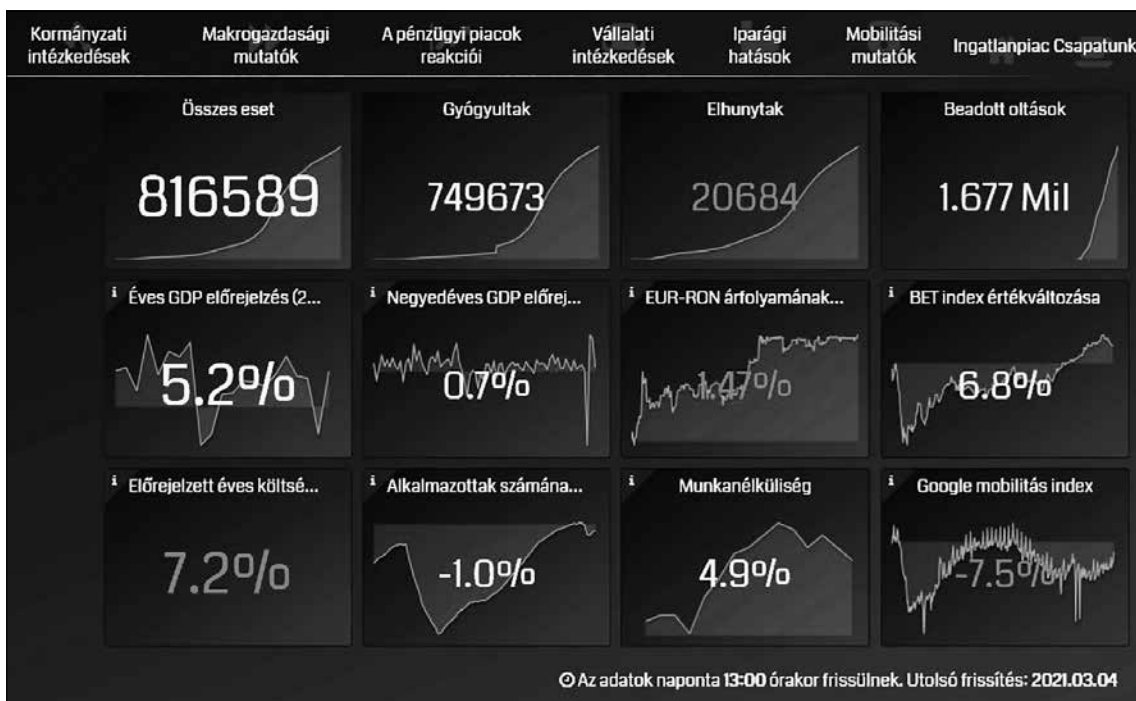 Kormányzati intézkedések
Makrogazdasági mutatók
A pénzügyi piacok reakciói
Vállalati intézkedések
Iparági hatások
Mobilitási mutatók
Ingatlanpiac Csapatunk
Összes eset
816589
Gyógyultak
749673
Elhunytak
20684
Beadott oltások
1.677 Mil
i Éves GDP előrejelzés (2...
5.2%
i Negyedéves GDP előrej...
0.7%
i EUR-RON árfolyamának...
1.47%
i BET index értékváltozása
6.8%
i Előrejelzett éves költsé...
7.2%
i Alkalmazottak számána...
-1.0%
i Munkanélküliség
4.9%
i Google mobilitás index
-7.5%
Az adatok naponta 13:00 órakor frissülnek. Utolsó frissítés: 2021.03.04